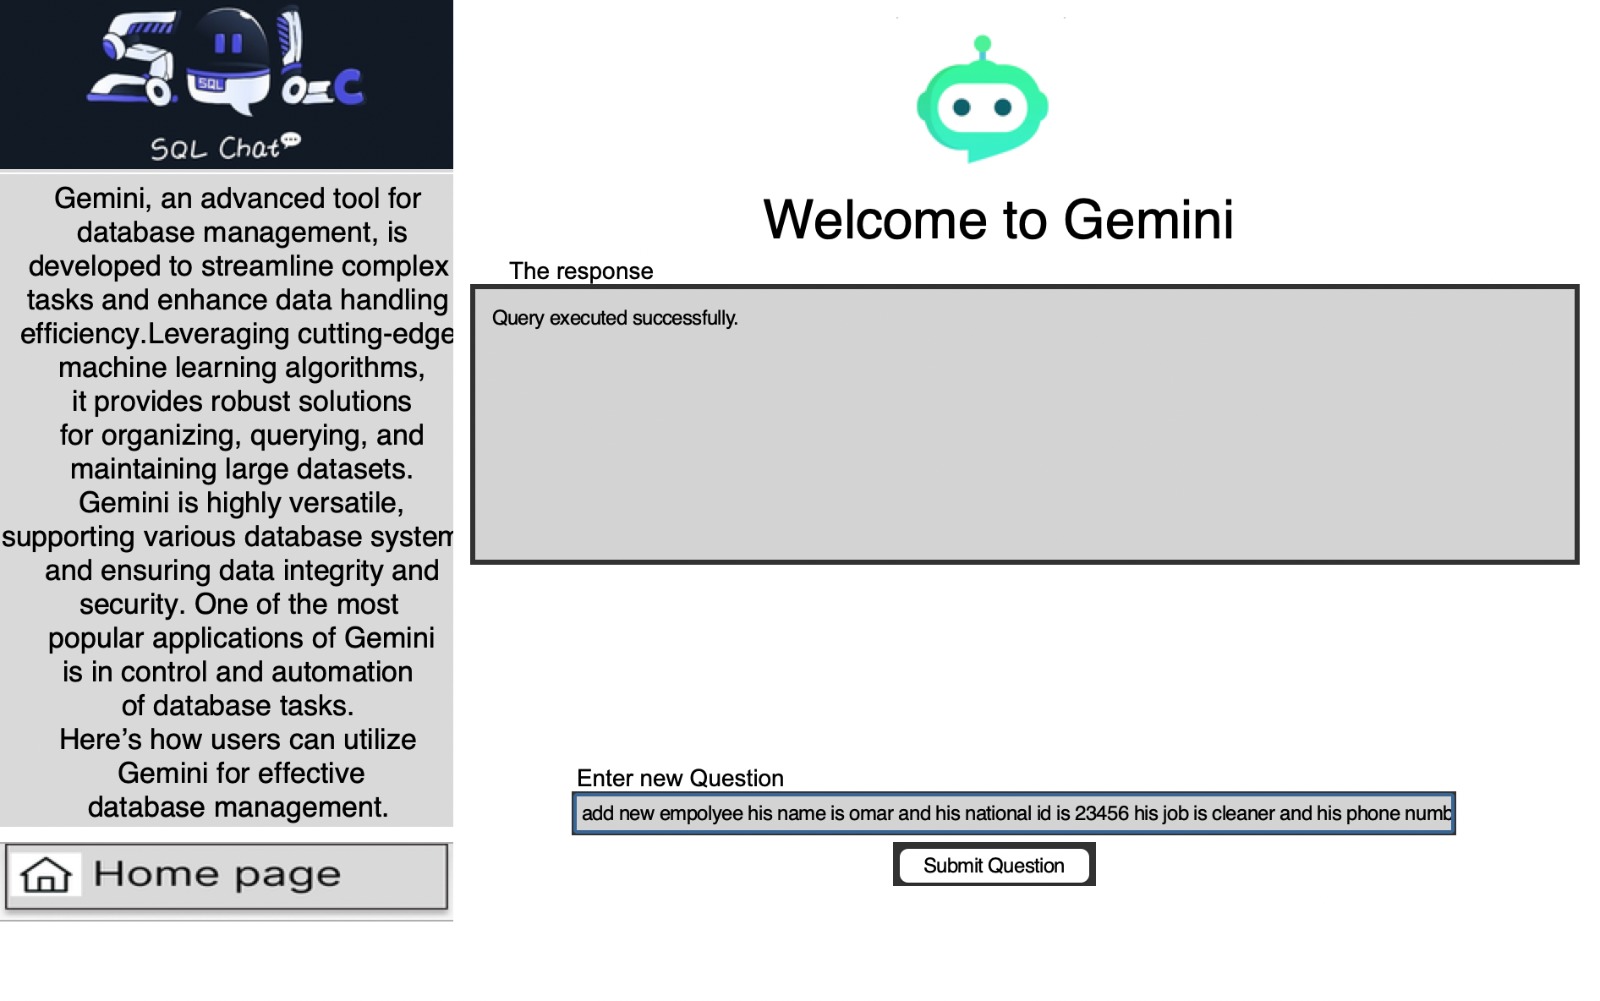 SQL
SQL Chat
Gemini, an advanced tool for
database management, is
developed to streamline complex
tasks and enhance data handling
efficiency.Leveraging cutting-edge
machine learning algorithms,
it provides robust solutions
for organizing, querying, and
maintaining large datasets.
Gemini is highly versatile,
supporting various database system
and ensuring data integrity and
security. One of the most
popular applications of Gemini
is in control and automation
of database tasks.
Here’s how users can utilize
Gemini for effective
database management.
Home page
Welcome to Gemini
The response
Query executed successfully.
Enter new Question
add new empolyee his name is omar and his national id is 23456 his job is cleaner and his phone numb
Submit Question